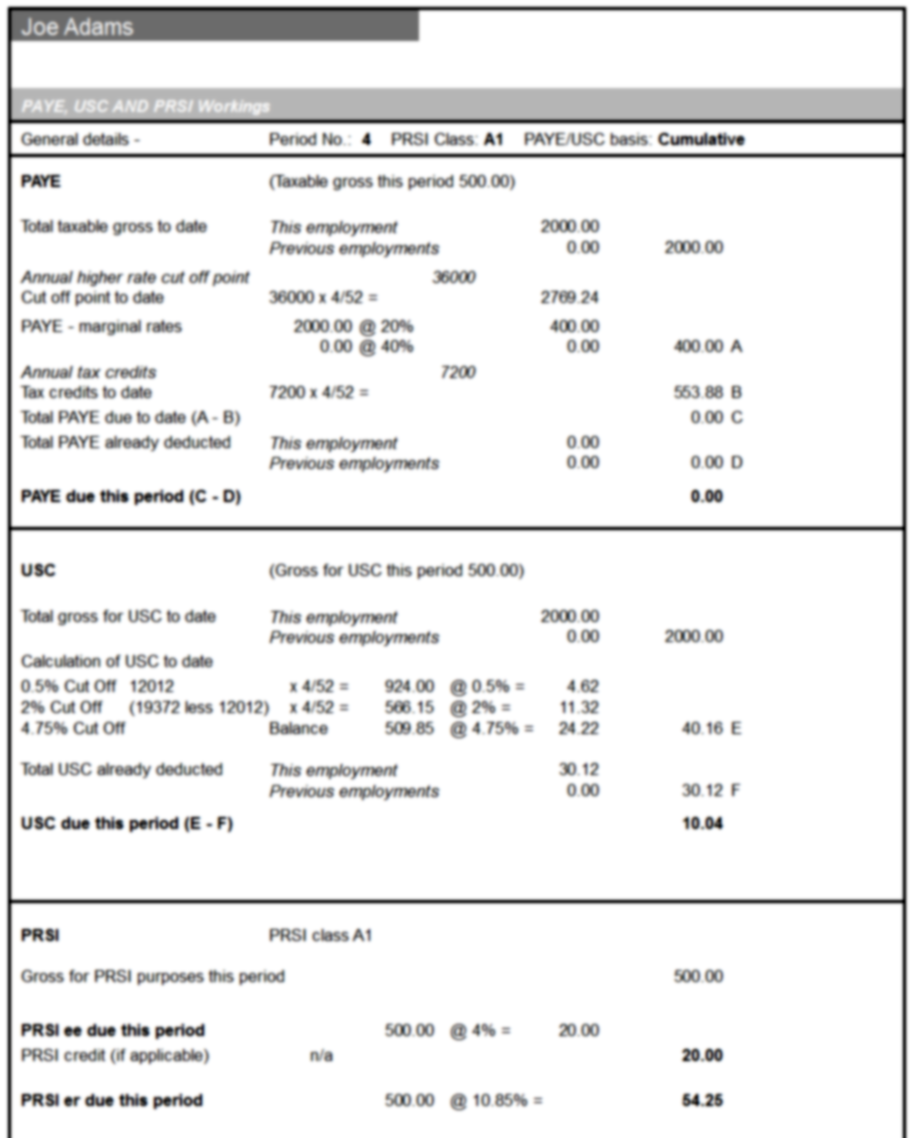 Joe Adams
PAYE, USC AND PRSI Workings
General details - Period No.: 4 PRSI Class: A1 PAYE/USC basis: Cumulative
PAYE (Taxable gross this period 500.00)
Total taxable gross to date This employment 2000.00
Previous employments 0.00 2000.00
Annual higher rate cut off point 36000
Cut off point to date 36000 x 4/52 = 2769.24
PAYE - marginal rates 2000.00 @ 20% 400.00
0.00 @ 40% 0.00 400.00 A
Annual tax credits 7200
Tax credits to date 7200 x 4/52 = 553.88 B
Total PAYE due to date (A - B) 0.00 C
Total PAYE already deducted This employment 0.00
Previous employments 0.00 0.00 D
PAYE due this period (C - D) 0.00
USC (Gross for USC this period 500.00)
Total gross for USC to date This employment 2000.00
Previous employments 0.00 2000.00
Calculation of USC to date
0.5% Cut Off 12012 x 4/52 = 924.00 @ 0.5% = 4.62
2% Cut Off (19372 less 12012) x 4/52 = 566.15 @ 2% = 11.32
4.75% Cut Off Balance 509.85 @ 4.75% = 24.22 40.16 E
Total USC already deducted This employment 30.12
Previous employments 0.00 30.12 F
USC due this period (E - F) 10.04
PRSI PRSI class A1
Gross for PRSI purposes this period 500.00
PRSI ee due this period 500.00 @ 4% = 20.00
PRSI credit (if applicable) n/a 20.00
PRSI er due this period 500.00 @ 10.85% = 54.25